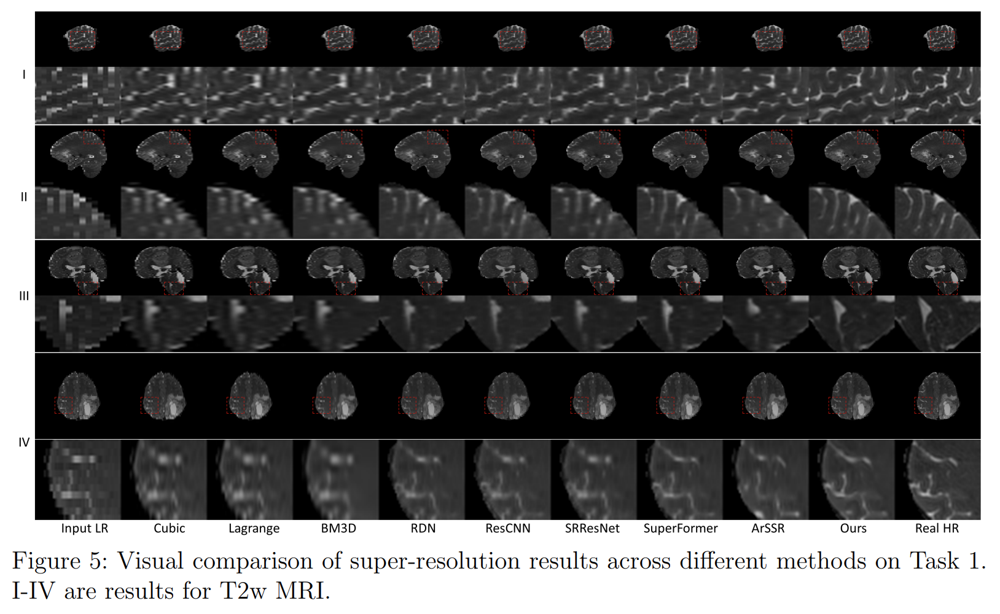 I
II
III
IV
Input LR Cubic Lagrange BM3D RDN ResCNN SRResNet SuperFormer ArSSR Ours Real HR
Figure 5: Visual comparison of super-resolution results across different methods on Task 1.
I-IV are results for T2w MRI.